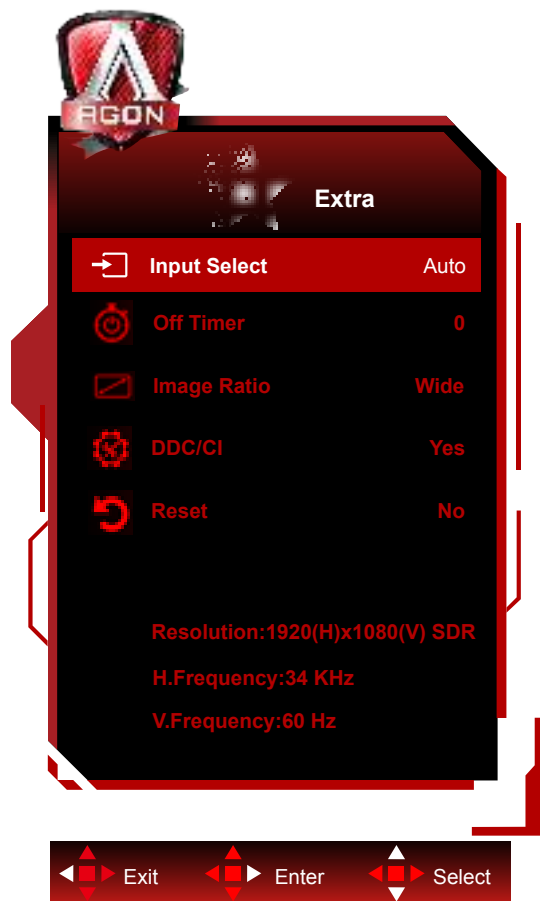 AGON
Extra
Input Select Auto
Off Timer 0
Image Ratio Wide
DDC/CI Yes
Reset No
Resolution:1920(H)x1080(V) SDR
H.Frequency:34 KHz
V.Frequency:60 Hz
Exit Enter Select